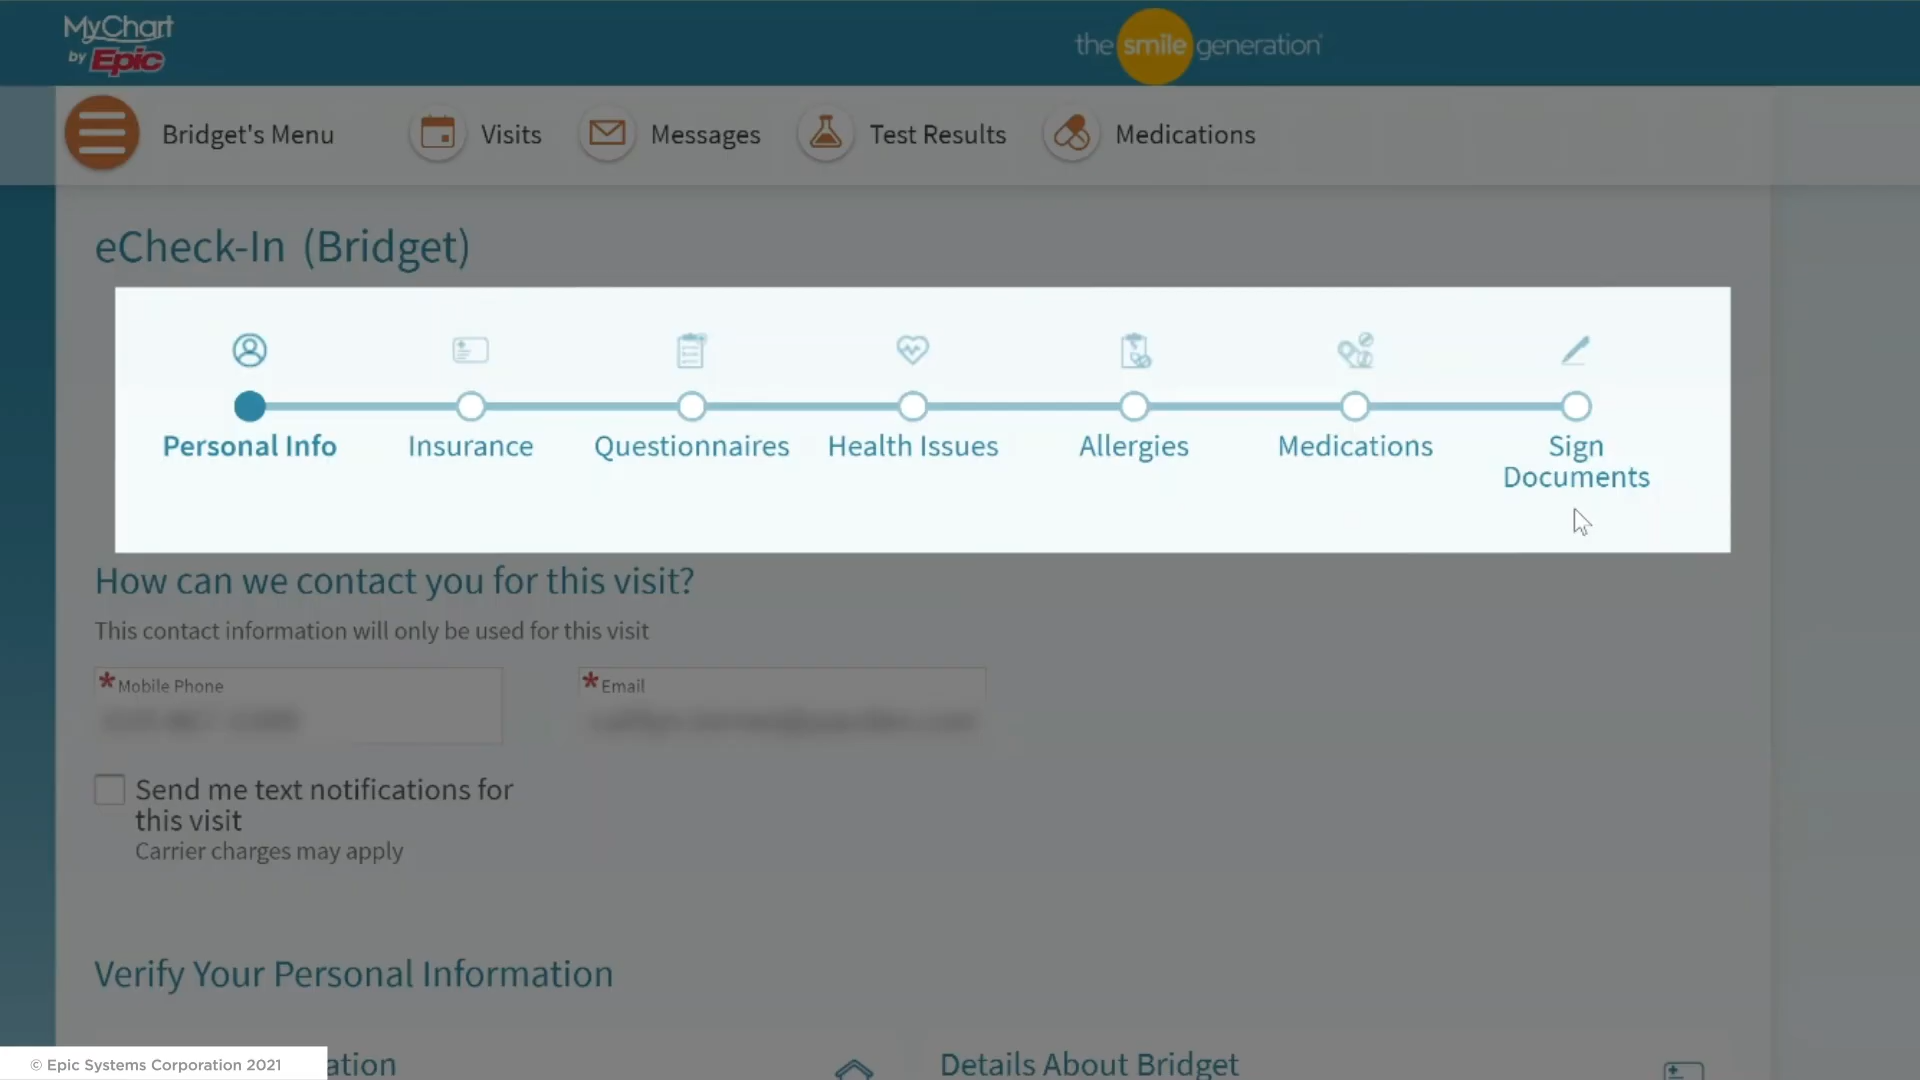 MyChart
by Epic
the smile generation
Bridget's Menu
Visits
Messages
Test Results
Medications
eCheck-In (Bridget)
Personal Info
Insurance
Questionnaires
Health Issues
Allergies
Medications
Sign
Documents
How can we contact you for this visit?
This contact information will only be used for this visit
*Mobile Phone
*Email
Send me text notifications for
this visit
Carrier charges may apply
Verify Your Personal Information
Details About Bridget
© Epic Systems Corporation 2021